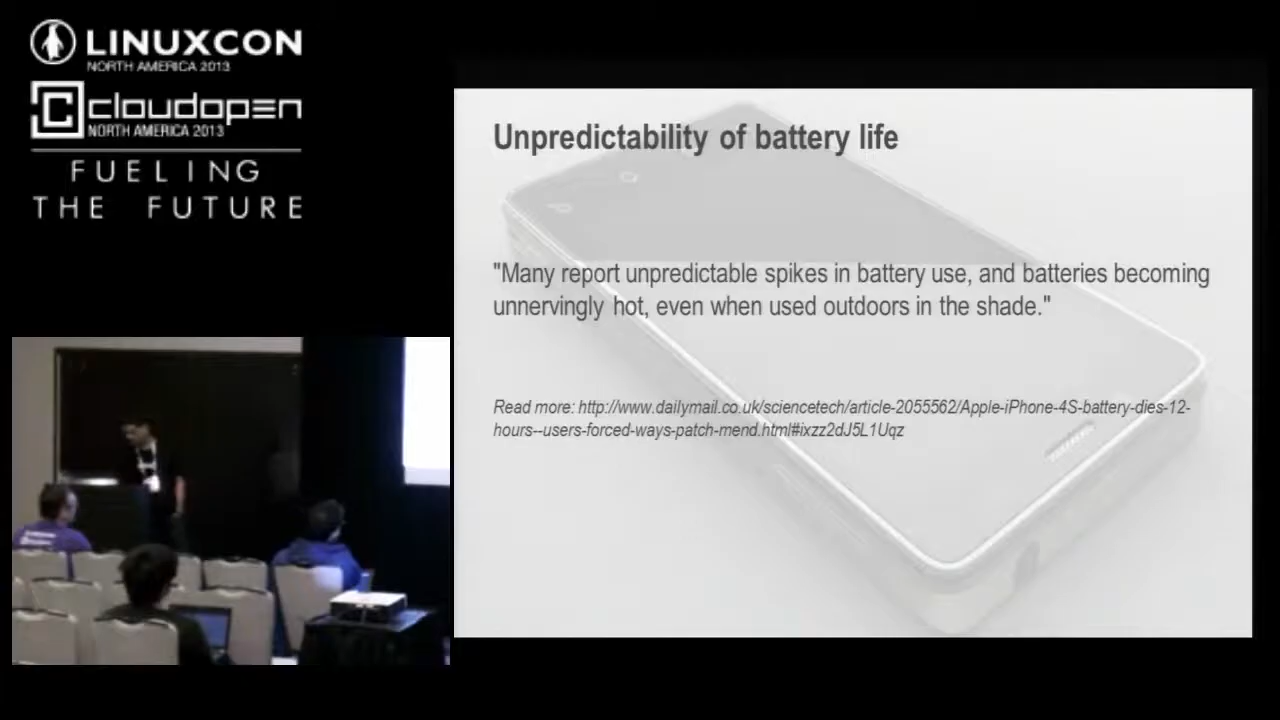 LINUXCON
NORTH AMERICA 2013
cloudopen
NORTH AMERICA 2013
FUELING
THE FUTURE
Unpredictability of battery life
"Many report unpredictable spikes in battery use, and batteries becoming
unnervingly hot, even when used outdoors in the shade."
Read more: http://www.dailymail.co.uk/sciencetech/article-2055562/Apple-iPhone-4S-battery-dies-12-
hours--users-forced-ways-patch-mend.html#ixzz2dJ5L1Uqz